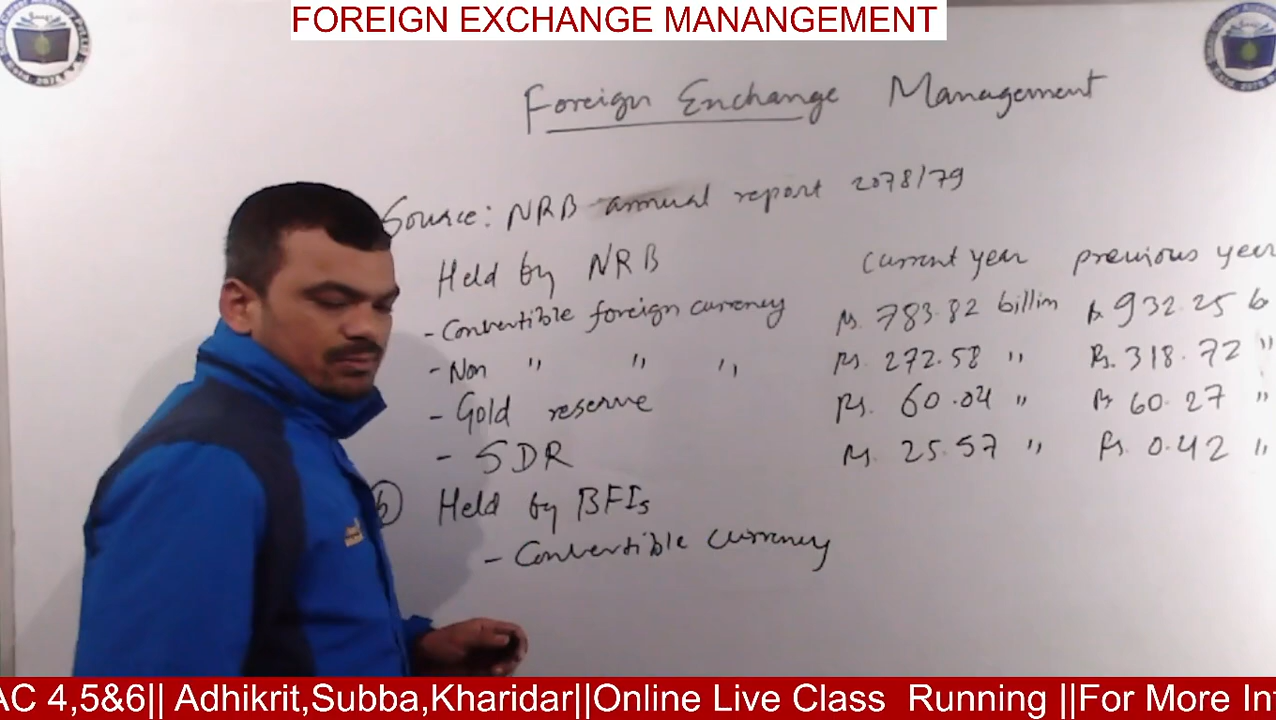 FOREIGN EXCHANGE MANANGEMENT
Foreign Exchange Management
Source: NRB annual report 2078/79
Held by NRB current year previous year
- Convertible foreign currency Rs. 783.82 billion Rs 932.25 b
- Non " " " Rs. 272.58 " Rs. 318.72 "
- Gold reserve Rs. 60.04 " Rs 60.27 "
- SDR Rs. 25.57 " Rs. 0.42 "
b) Held by BFIs
- Convertible currency
AC 4,5&6|| Adhikrit,Subba,Kharidar||Online Live Class Running ||For More In